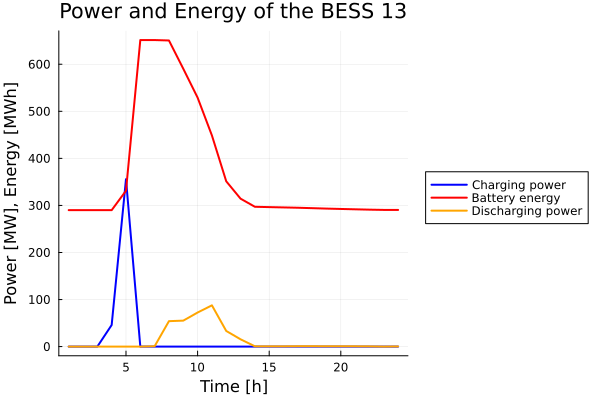 Power and Energy of the BESS 13
Power [MW], Energy [MWh]
600
500
400
300
200
100
0
5
10
15
20
Time [h]
Charging power
Battery energy
Discharging power